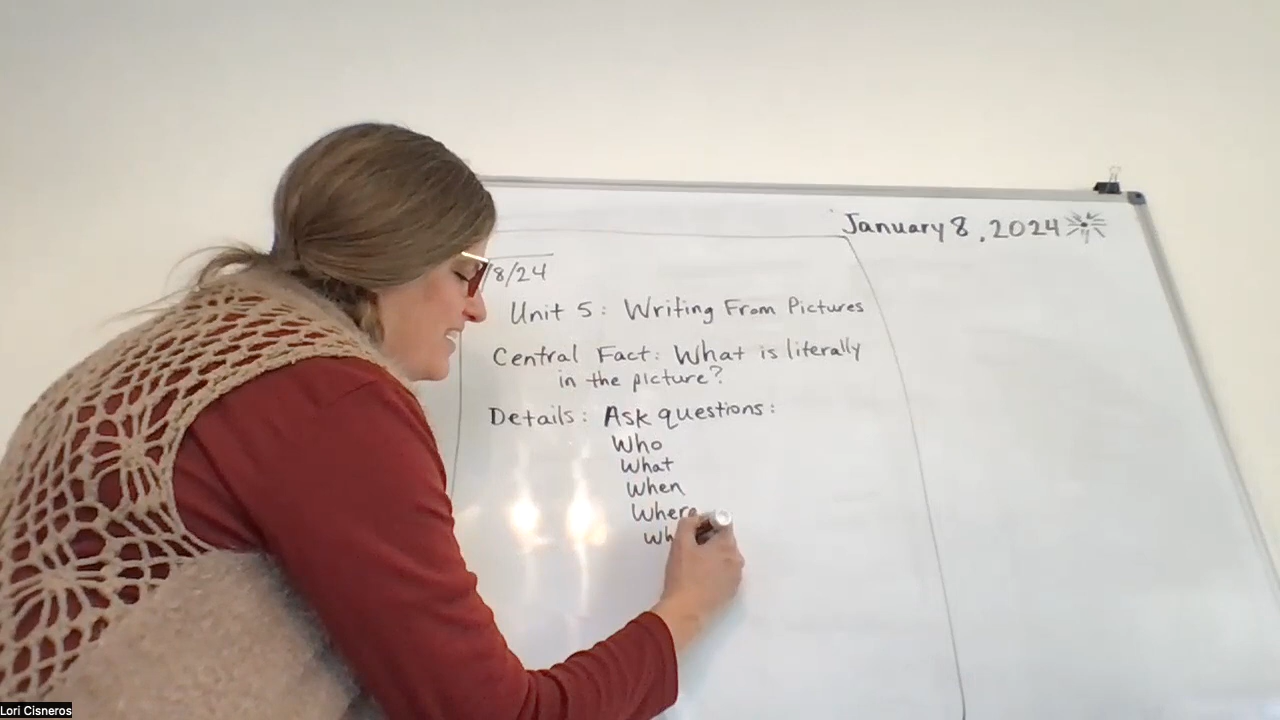 January 8, 2024
/8/24
Unit 5: Writing From Pictures
Central Fact: What is literally
in the picture?
Details: Ask questions:
Who
What
When
Where
Wh
Lori Cisneros